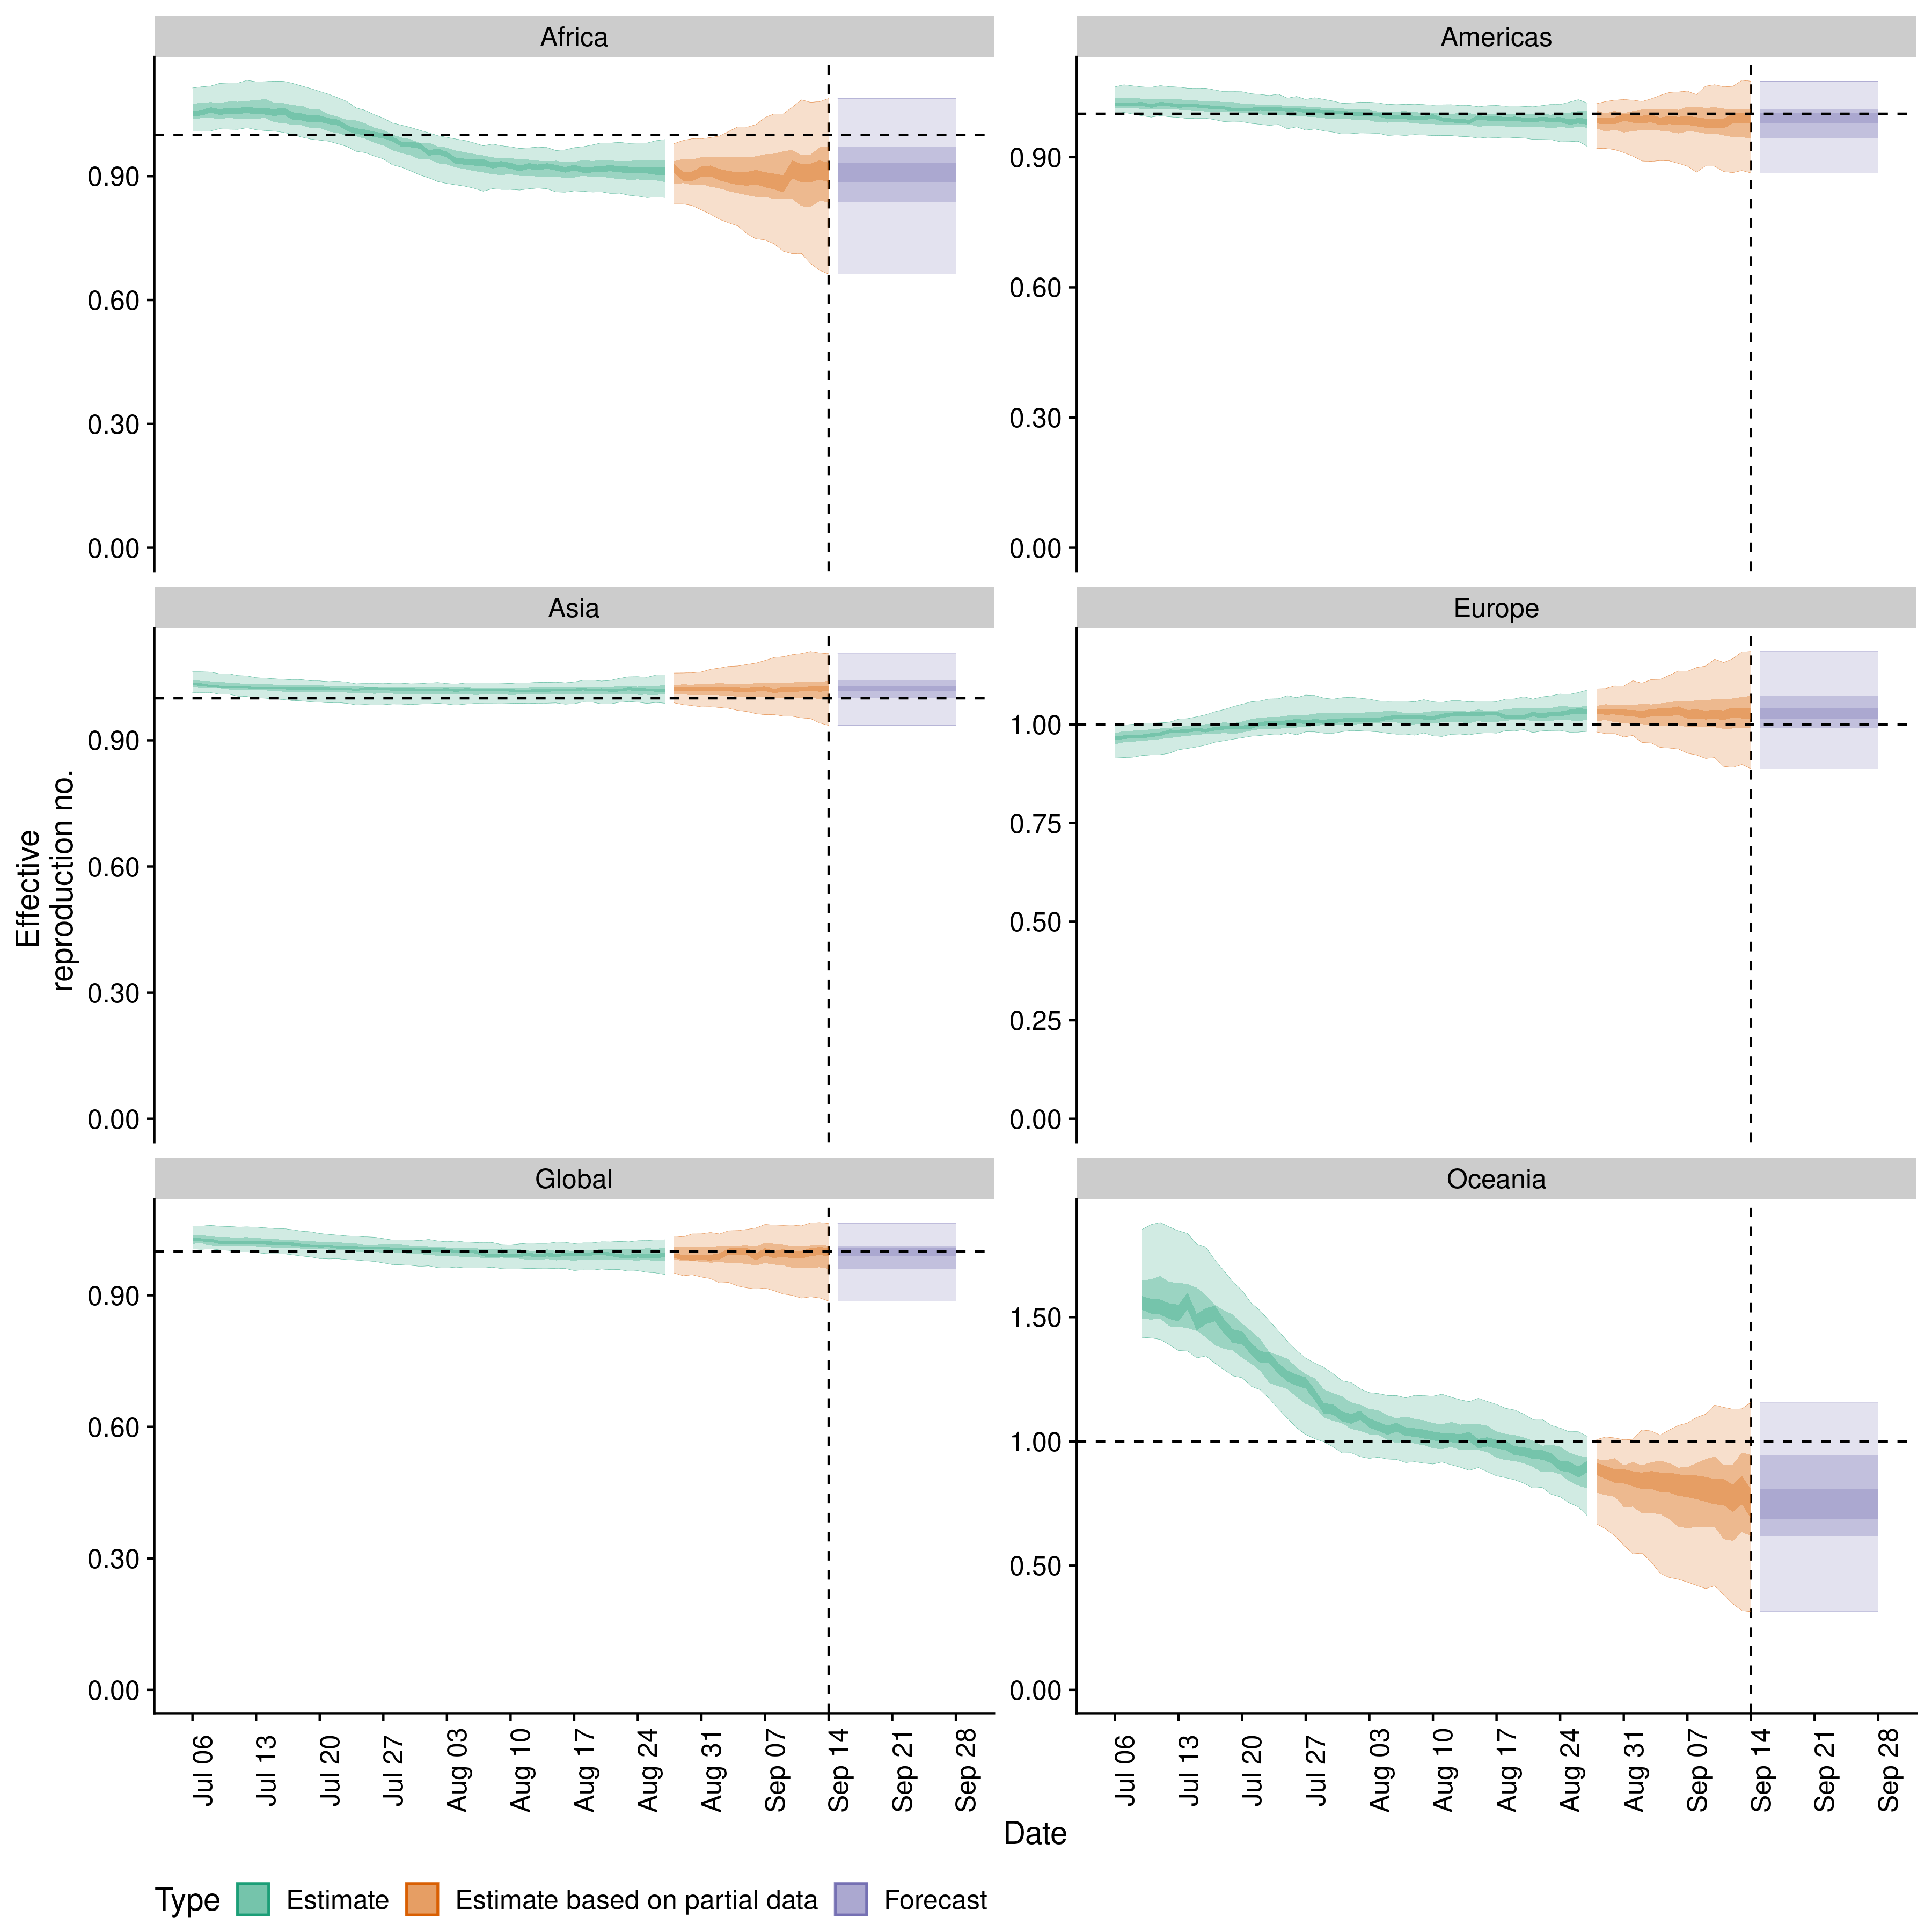 Africa
Americas
0.90
0.60
0.30
0.00
0.90
0.60
0.30
0.00
Asia
Europe
0.90
0.60
0.30
0.00
1.00
0.75
0.50
0.25
0.00
Effective
reproduction no.
Global
Oceania
0.90
0.60
0.30
0.00
1.50
1.00
0.50
0.00
Jul 06
Jul 13
Jul 20
Jul 27
Aug 03
Aug 10
Aug 17
Aug 24
Aug 31
Sep 07
Sep 14
Sep 21
Sep 28
Jul 06
Jul 13
Jul 20
Jul 27
Aug 03
Aug 10
Aug 17
Aug 24
Aug 31
Sep 07
Sep 14
Sep 21
Sep 28
Date
Type Estimate Estimate based on partial data Forecast